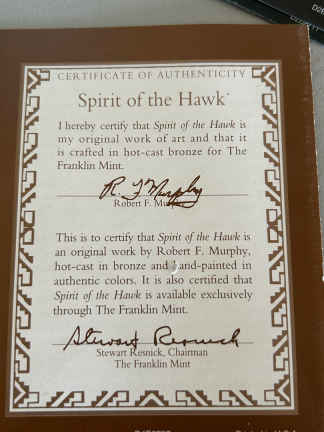 CERTIFICATE OF AUTHENTICITY
Spirit of the Hawk
I hereby certify that Spirit of the Hawk is
my original work of art and that it
is crafted in hot-cast bronze for The
Franklin Mint.
R. F Murphy
Robert F. Murphy
This is to certify that Spirit of the Hawk is
an original work by Robert F. Murphy,
hot-cast in bronze and hand-painted in
authentic colors. It is also certified that
Spirit of the Hawk is available exclusively
through The Franklin Mint.
Stewart Resnick
Stewart Resnick, Chairman
The Franklin Mint